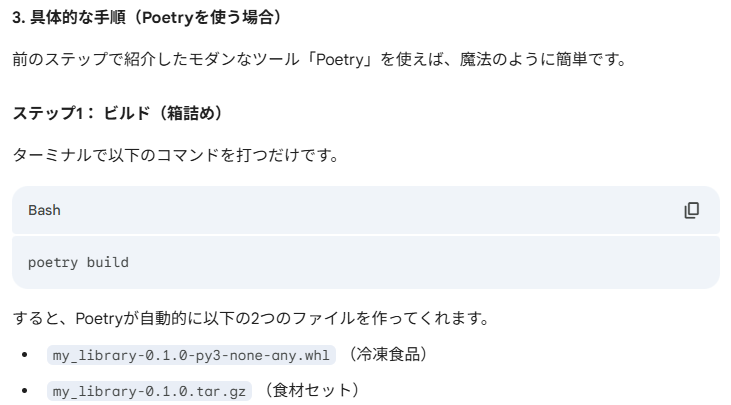 3. 具体的な手順（Poetryを使う場合）
前のステップで紹介したモダンなツール「Poetry」を使えば、魔法のように簡単です。
ステップ1： ビルド（箱詰め）
ターミナルで以下のコマンドを打つだけです。
Bash
poetry build
すると、Poetryが自動的に以下の2つのファイルを作ってくれます。
• my_library-0.1.0-py3-none-any.whl （冷凍食品）
• my_library-0.1.0.tar.gz （食材セット）